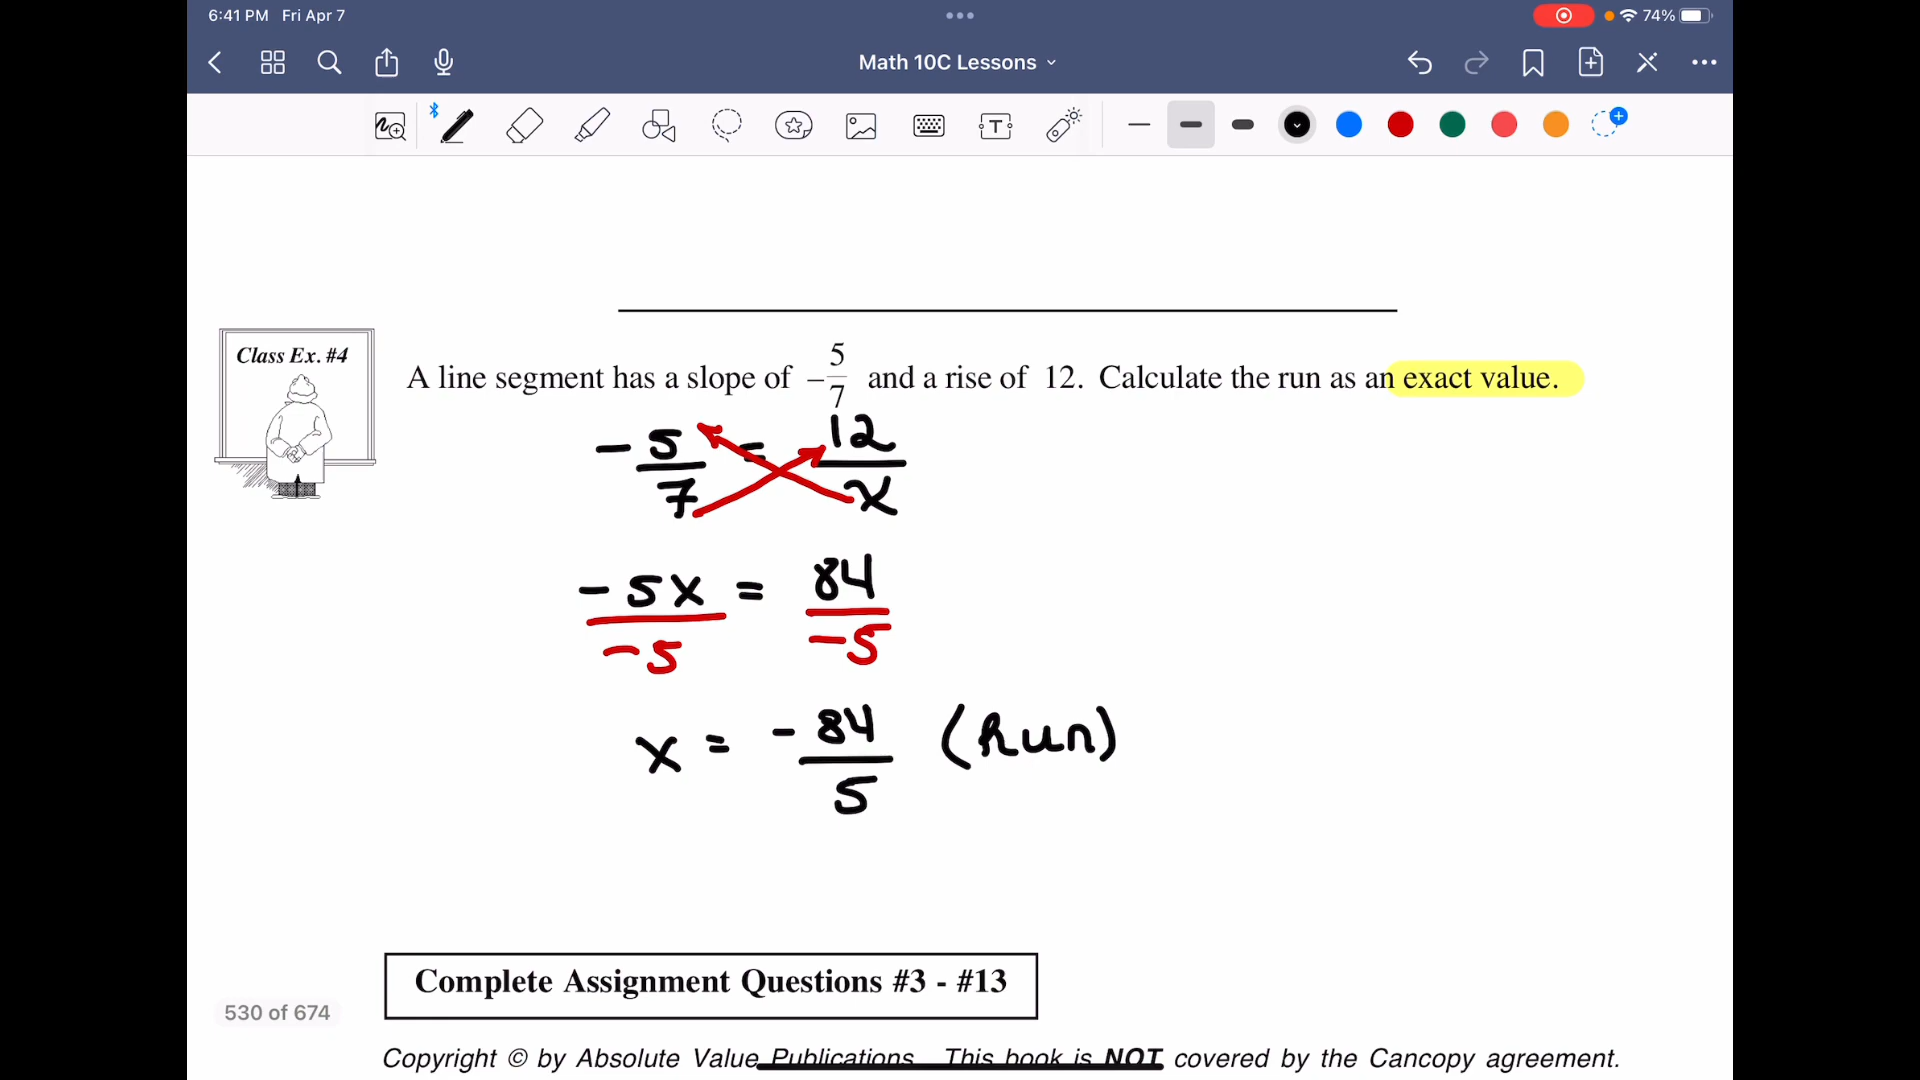 6:41 PM Fri Apr 7
74%
Math 10C Lessons
T
Class Ex. #4
A line segment has a slope of -5/7 and a rise of 12. Calculate the run as an exact value.
-5/7 = 12/x
-5x/-5 = 84/-5
x = -84/5 (Run)
Complete Assignment Questions #3 - #13
530 of 674
Copyright © by Absolute Value Publications. This book is NOT covered by the Cancopy agreement.